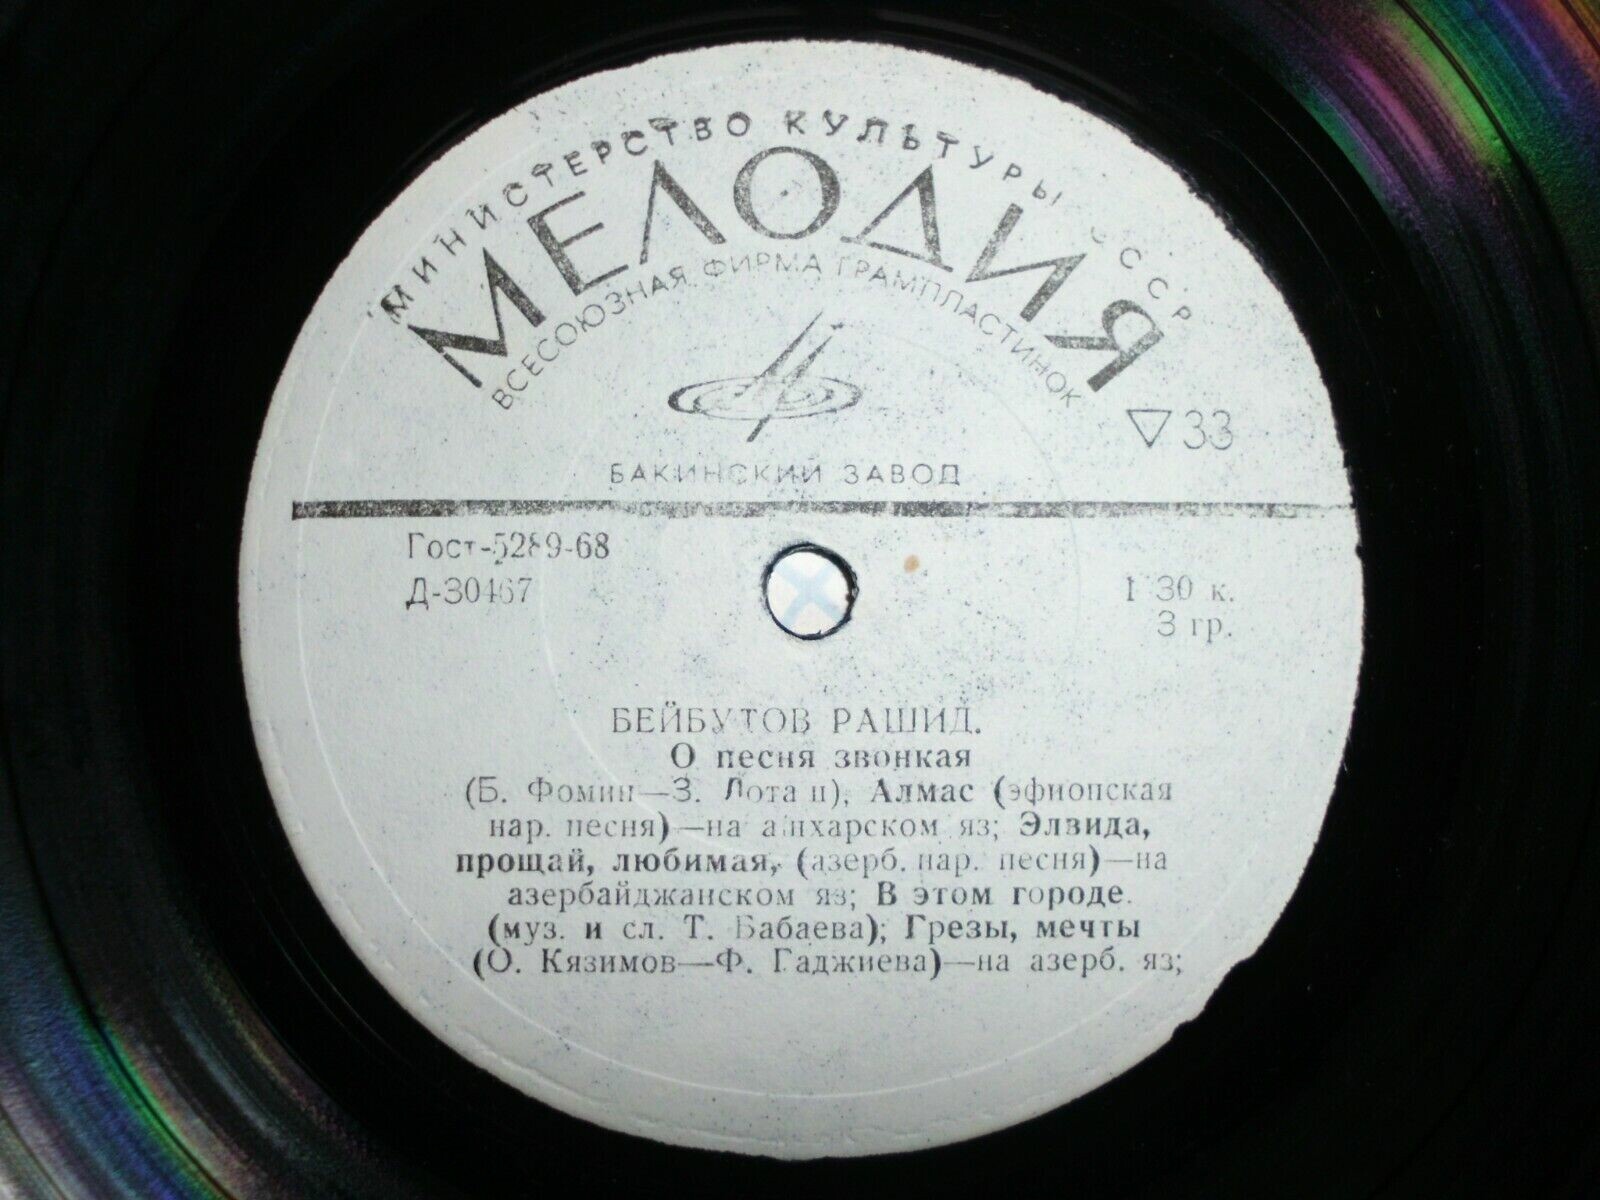 МИНИСТЕРСТВО КУЛЬТУРЫ СССР
МЕЛОДИЯ
ВСЕСОЮЗНАЯ ФИРМА ГРАМПЛАСТИНОК
33
БАКИНСКИЙ ЗАВОД
Гост-5289-68
Д-30467
1 30 к.
3 гр.
БЕЙБУТОВ РАШИД.
О песня звонкая
(Б. Фомин—З. ); Алмас (эфиопская
нар. песня)—на амхарском яз; Элвида,
прощай, любимая, (азерб. нар. песня)—на
азербайджанском яз; В этом городе.
(муз. и сл. Т. Бабаева); Грезы, мечты
(О. Кязимов—Ф. Гаджиева)—на азерб. яз;